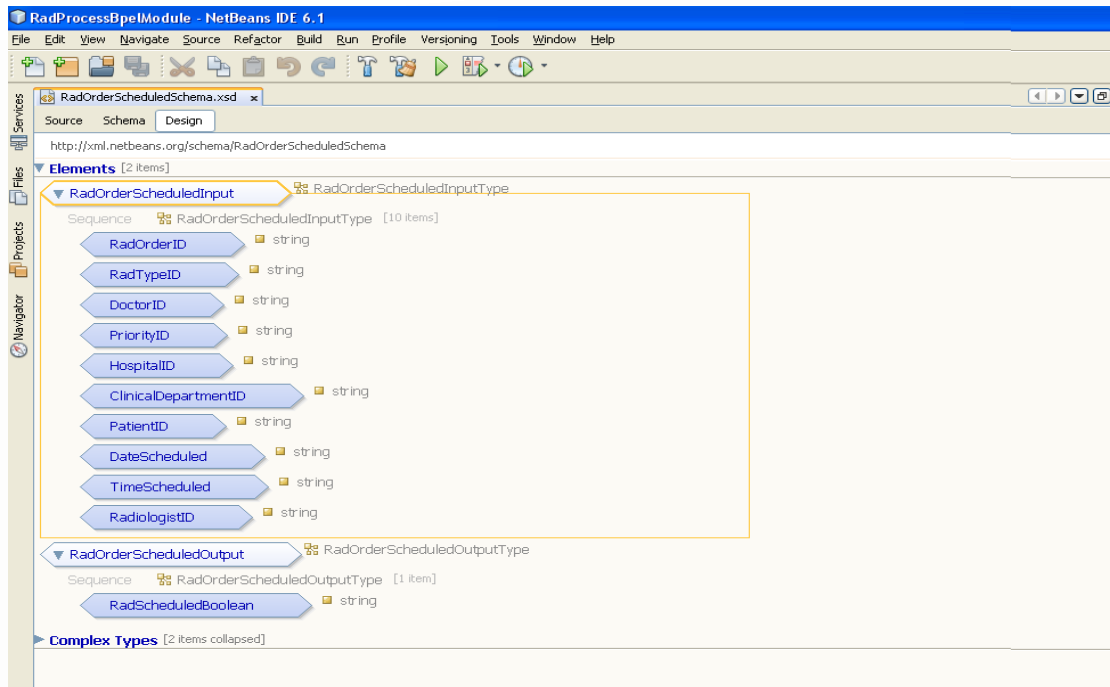 RadProcessBpelModule - NetBeans IDE 6.1
File Edit View Navigate Source Refactor Build Run Profile Versioning Tools Window Help
RadOrderScheduledSchema.xsd x
Source Schema Design
http://xml.netbeans.org/schema/RadOrderScheduledSchema
Elements [2 items]
RadOrderScheduledInput RadOrderScheduledInputType
Sequence RadOrderScheduledInputType [10 items]
RadOrderID string
RadTypeID string
DoctorID string
PriorityID string
HospitalID string
ClinicalDepartmentID string
PatientID string
DateScheduled string
TimeScheduled string
RadiologistID string
RadOrderScheduledOutput RadOrderScheduledOutputType
Sequence RadOrderScheduledOutputType [1 item]
RadScheduledBoolean string
Complex Types [2 items collapsed]
Services
Files
Projects
Navigator